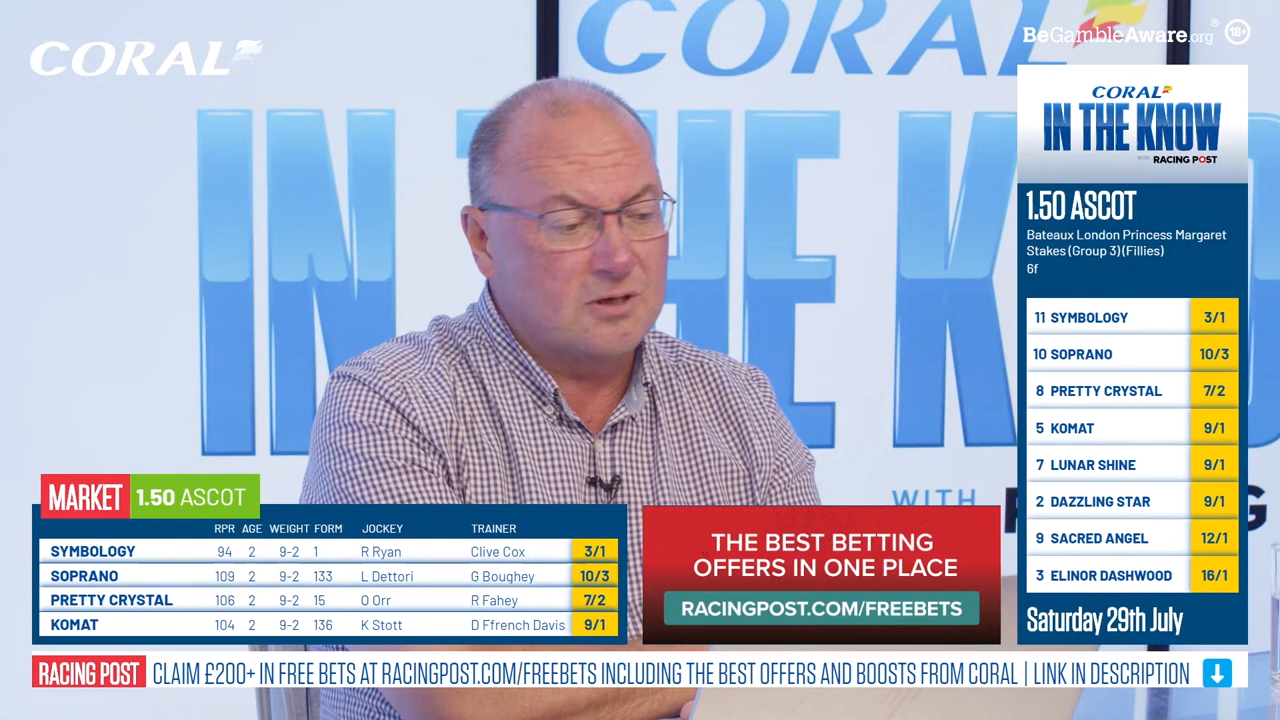 CORAL
CORAL
BeGambleAware.org® 18+
IN THE K
WITH
CORAL
IN THE KNOW
WITH RACING POST
1.50 ASCOT
Bateaux London Princess Margaret
Stakes (Group 3) (Fillies)
6f
11 SYMBOLOGY 3/1
10 SOPRANO 10/3
8 PRETTY CRYSTAL 7/2
5 KOMAT 9/1
7 LUNAR SHINE 9/1
2 DAZZLING STAR 9/1
9 SACRED ANGEL 12/1
3 ELINOR DASHWOOD 16/1
Saturday 29th July
MARKET 1.50 ASCOT
RPR AGE WEIGHT FORM JOCKEY TRAINER
SYMBOLOGY 94 2 9-2 1 R Ryan Clive Cox 3/1
SOPRANO 109 2 9-2 133 L Dettori G Boughey 10/3
PRETTY CRYSTAL 106 2 9-2 15 O Orr R Fahey 7/2
KOMAT 104 2 9-2 136 K Stott D Ffrench Davis 9/1
THE BEST BETTING
OFFERS IN ONE PLACE
RACINGPOST.COM/FREEBETS
RACING POST CLAIM £200+ IN FREE BETS AT RACINGPOST.COM/FREEBETS INCLUDING THE BEST OFFERS AND BOOSTS FROM CORAL | LINK IN DESCRIPTION